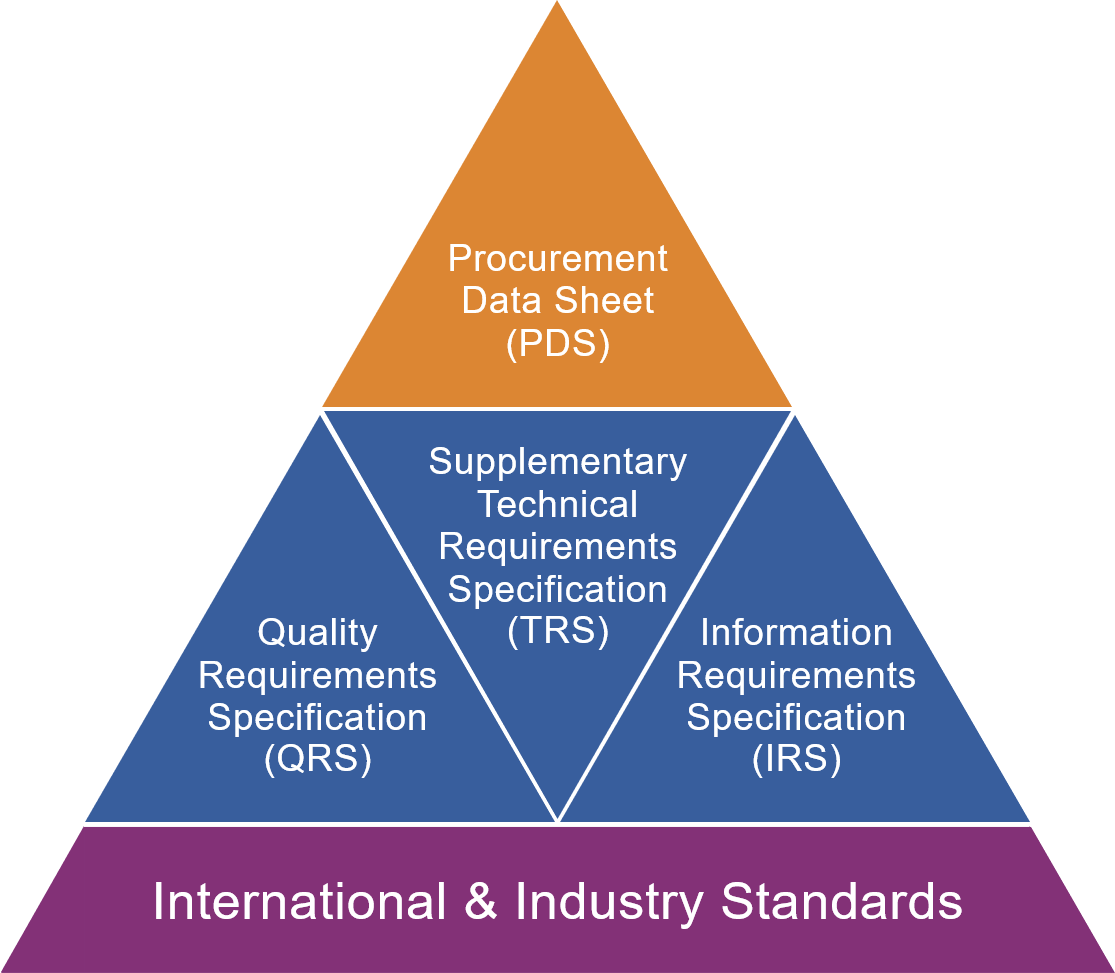 Procurement
Data Sheet
(PDS)
Supplementary
Technical
Requirements
Specification
(TRS)
Quality
Requirements
Specification
(QRS)
Information
Requirements
Specification
(IRS)
International & Industry Standards